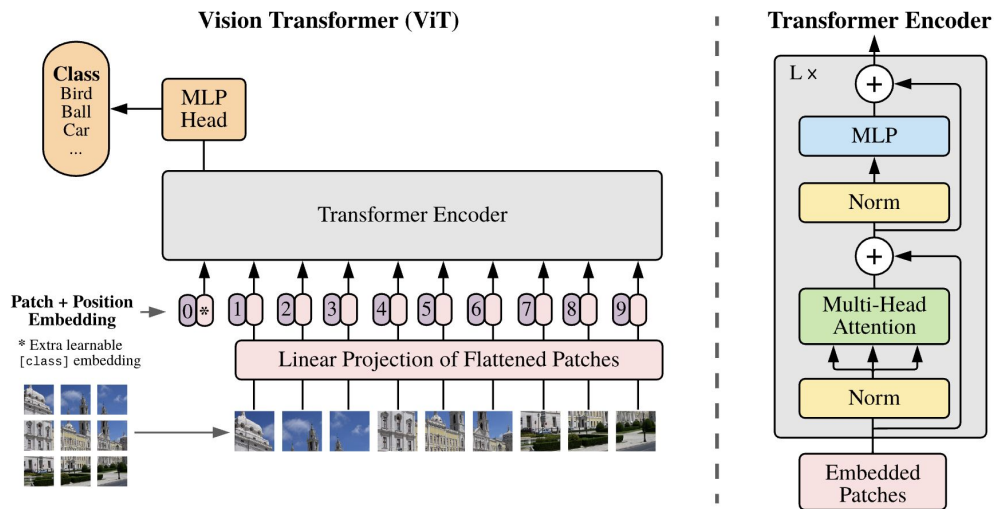 Vision Transformer (ViT)
Class
Bird
Ball
Car
...
MLP
Head
Transformer Encoder
Patch + Position
Embedding
0 * 1 2 3 4 5 6 7 8 9
* Extra learnable
[class] embedding
Linear Projection of Flattened Patches
Transformer Encoder
L ×
+
MLP
Norm
+
Multi-Head
Attention
Norm
Embedded
Patches